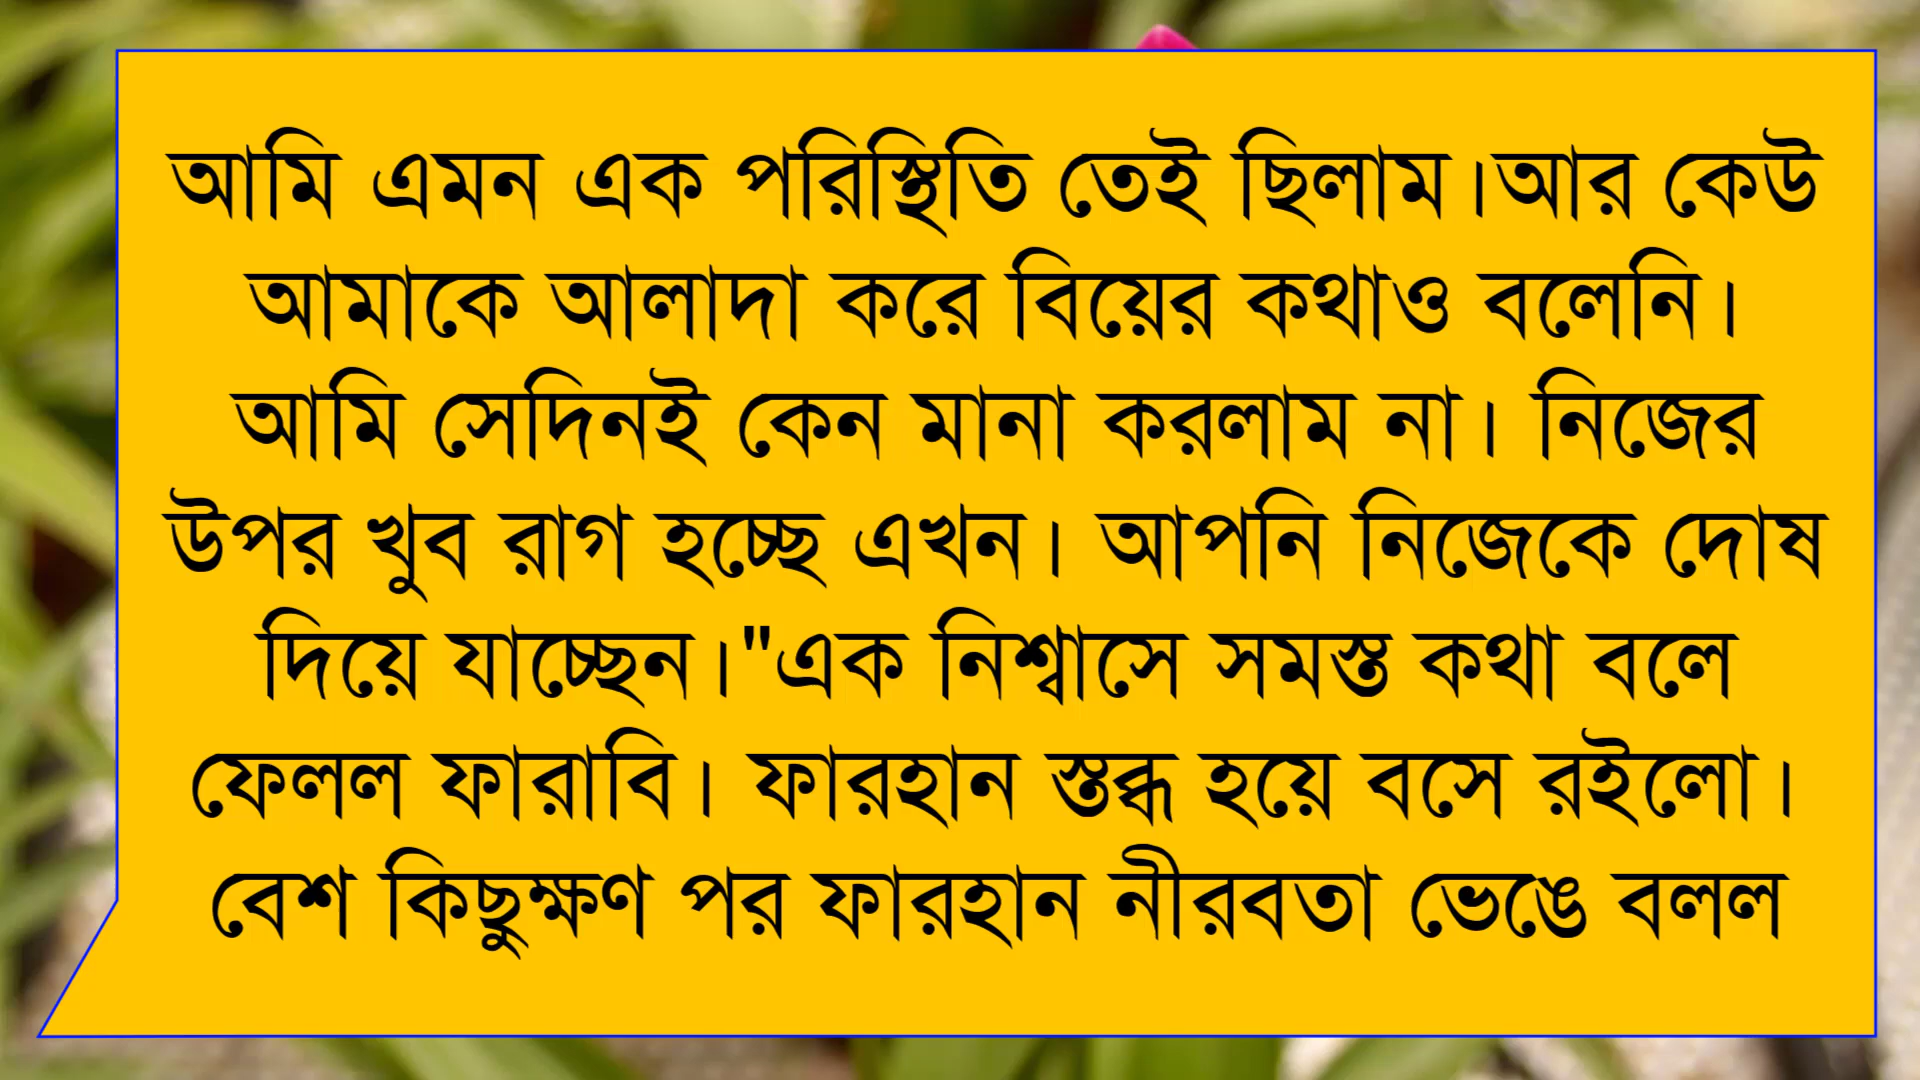 আমি এমন এক পরিস্থিতি তেই ছিলাম।আর কেউ
আমাকে আলাদা করে বিয়ের কথাও বলেনি।
আমি সেদিনই কেন মানা করলাম না। নিজের
উপর খুব রাগ হচ্ছে এখন। আপনি নিজেকে দোষ
দিয়ে যাচ্ছেন।"এক নিশ্বাসে সমস্ত কথা বলে
ফেলল ফারাবি। ফারহান স্তব্ধ হয়ে বসে রইলো।
বেশ কিছুক্ষণ পর ফারহান নীরবতা ভেঙে বলল